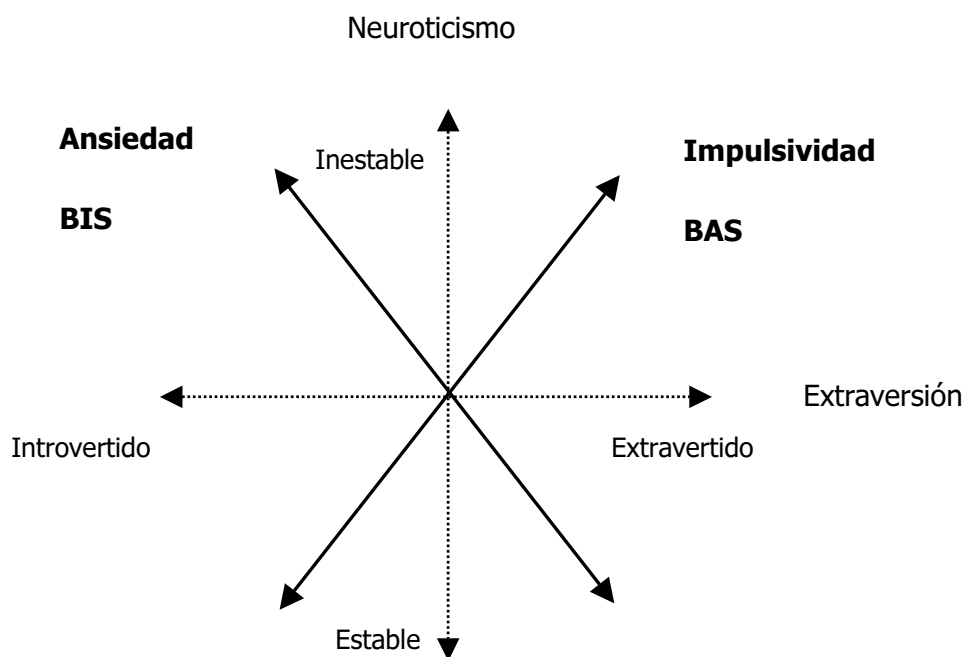 Neuroticismo
Ansiedad
Inestable
Impulsividad
BIS
BAS
Extraversión
Introvertido
Extravertido
Estable